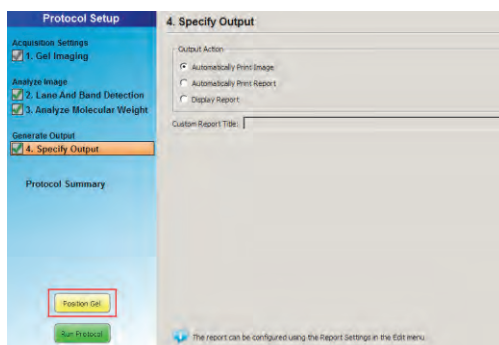 Protocol Setup
Acquisition Settings
1. Gel Imaging
Analyze Image
2. Lane And Band Detection
3. Analyze Molecular Weight
Generate Output
4. Specify Output
Protocol Summary
Position Gel
Run Protocol
4. Specify Output
Output Action
Automatically Print Image
Automatically Print Report
Display Report
Custom Report Title:
The report can be configured using the Report Settings in the Edit menu